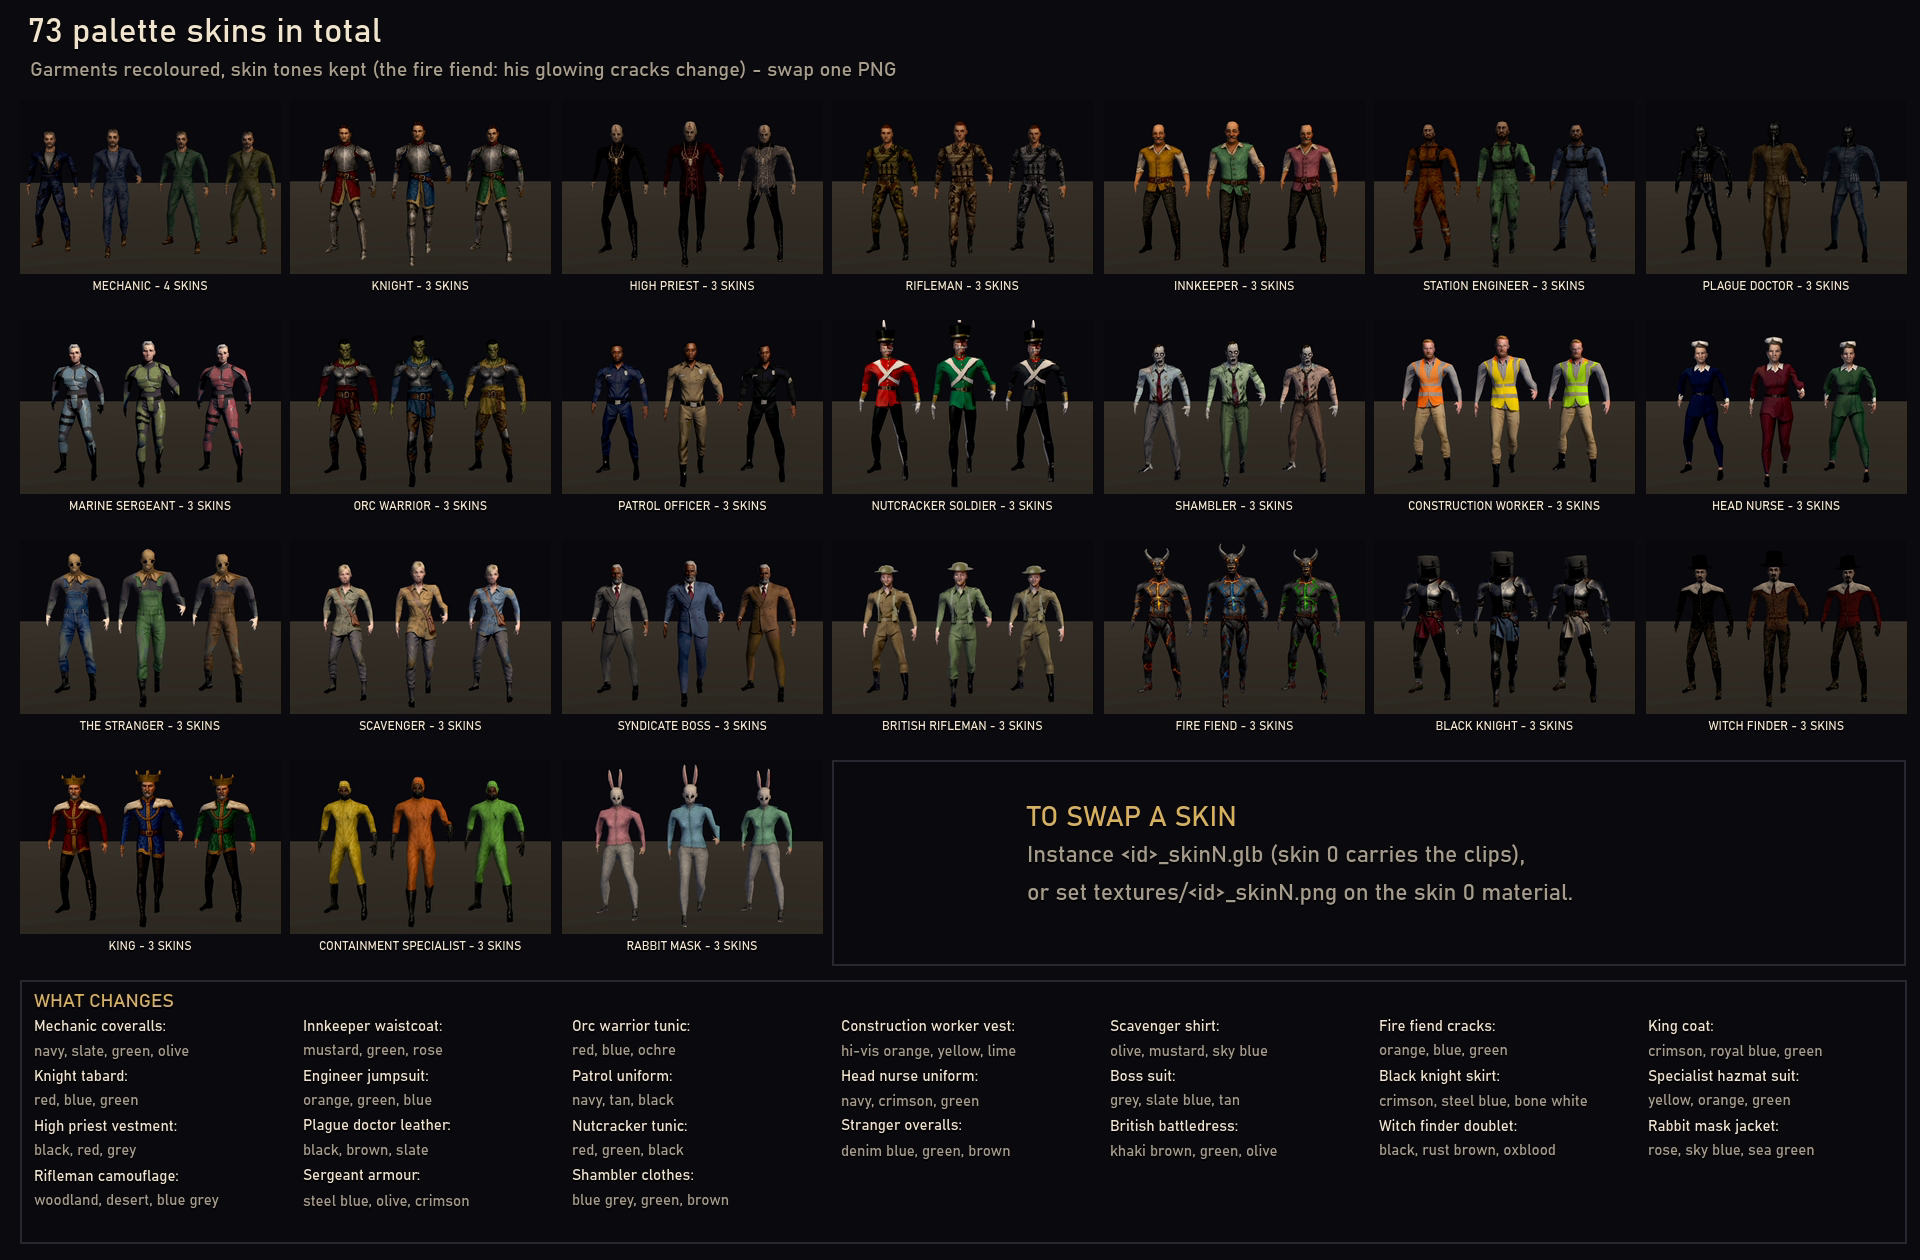 73 palette skins in total
Garments recoloured, skin tones kept (the fire fiend: his glowing cracks change) - swap one PNG
MECHANIC - 4 SKINS
KNIGHT - 3 SKINS
HIGH PRIEST - 3 SKINS
RIFLEMAN - 3 SKINS
INNKEEPER - 3 SKINS
STATION ENGINEER - 3 SKINS
PLAGUE DOCTOR - 3 SKINS
MARINE SERGEANT - 3 SKINS
ORC WARRIOR - 3 SKINS
PATROL OFFICER - 3 SKINS
NUTCRACKER SOLDIER - 3 SKINS
SHAMBLER - 3 SKINS
CONSTRUCTION WORKER - 3 SKINS
HEAD NURSE - 3 SKINS
THE STRANGER - 3 SKINS
SCAVENGER - 3 SKINS
SYNDICATE BOSS - 3 SKINS
BRITISH RIFLEMAN - 3 SKINS
FIRE FIEND - 3 SKINS
BLACK KNIGHT - 3 SKINS
WITCH FINDER - 3 SKINS
KING - 3 SKINS
CONTAINMENT SPECIALIST - 3 SKINS
RABBIT MASK - 3 SKINS
TO SWAP A SKIN
Instance <id>_skinN.glb (skin 0 carries the clips),
or set textures/<id>_skinN.png on the skin 0 material.
WHAT CHANGES
Mechanic coveralls:
navy, slate, green, olive
Knight tabard:
red, blue, green
High priest vestment:
black, red, grey
Rifleman camouflage:
woodland, desert, blue grey
Innkeeper waistcoat:
mustard, green, rose
Engineer jumpsuit:
orange, green, blue
Plague doctor leather:
black, brown, slate
Sergeant armour:
steel blue, olive, crimson
Orc warrior tunic:
red, blue, ochre
Patrol uniform:
navy, tan, black
Nutcracker tunic:
red, green, black
Shambler clothes:
blue grey, green, brown
Construction worker vest:
hi-vis orange, yellow, lime
Head nurse uniform:
navy, crimson, green
Stranger overalls:
denim blue, green, brown
Scavenger shirt:
olive, mustard, sky blue
Boss suit:
grey, slate blue, tan
British battledress:
khaki brown, green, olive
Fire fiend cracks:
orange, blue, green
Black knight skirt:
crimson, steel blue, bone white
Witch finder doublet:
black, rust brown, oxblood
King coat:
crimson, royal blue, green
Specialist hazmat suit:
yellow, orange, green
Rabbit mask jacket:
rose, sky blue, sea green